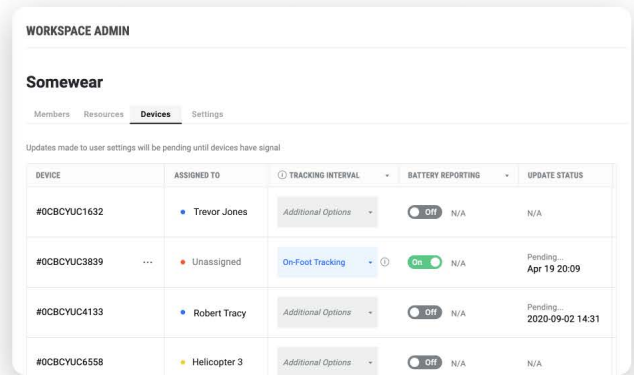 WORKSPACE ADMIN
Somewear
Members Resources Devices Settings
Updates made to user settings will be pending until devices have signal
DEVICE ASSIGNED TO TRACKING INTERVAL BATTERY REPORTING UPDATE STATUS
#0CBCYUC1632 Trevor Jones Additional Options Off N/A N/A
#0CBCYUC3839 ... Unassigned On-Foot Tracking On N/A Pending...
Apr 19 20:09
#0CBCYUC4133 Robert Tracy Additional Options Off N/A Pending...
2020-09-02 14:31
#0CBCYUC6558 Helicopter 3 Additional Options Off N/A N/A